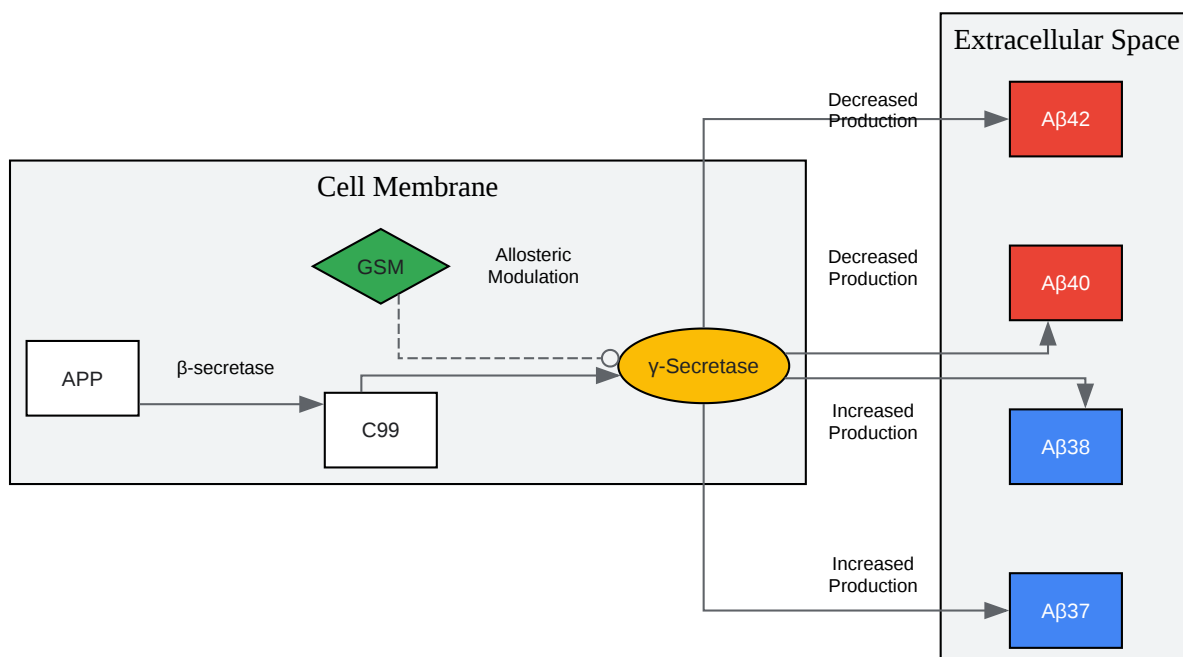 Extracellular Space
Decreased
Production
Aβ42
Cell Membrane
GSM
Allosteric
Modulation
Decreased
Production
Aβ40
APP
β-secretase
C99
γ-Secretase
Increased
Production
Aβ38
Increased
Production
Aβ37